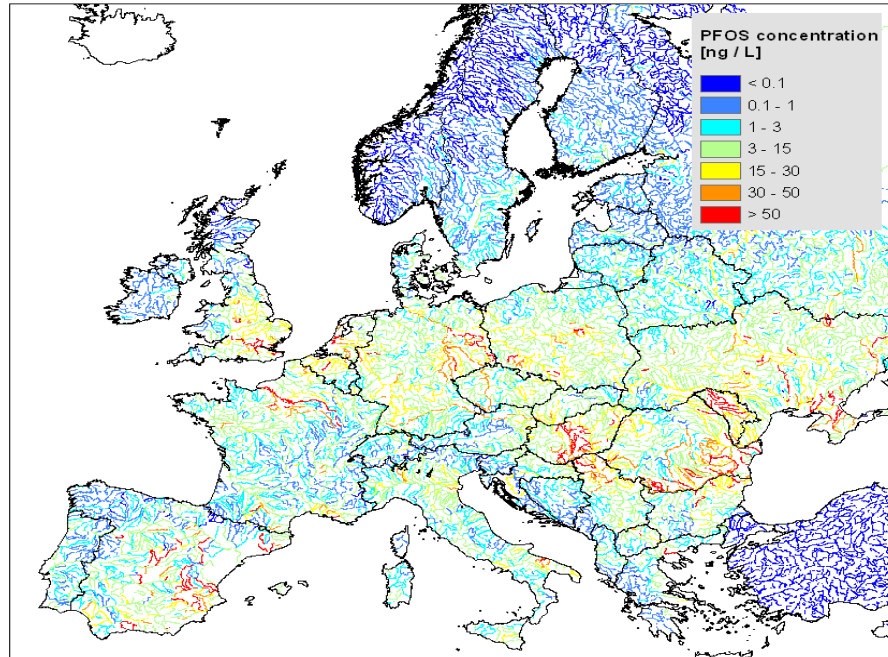 PFOS concentration
[ng / L]
< 0.1
0.1 - 1
1 - 3
3 - 15
15 - 30
30 - 50
> 50